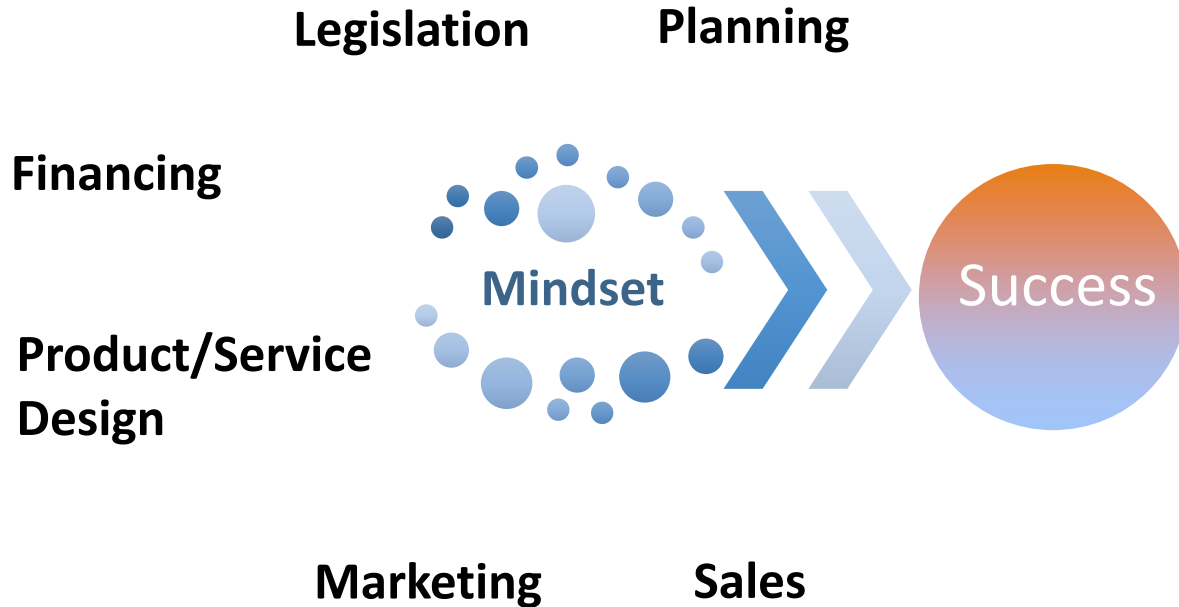 Legislation
Planning
Financing
Mindset
Success
Product/Service
Design
Marketing
Sales